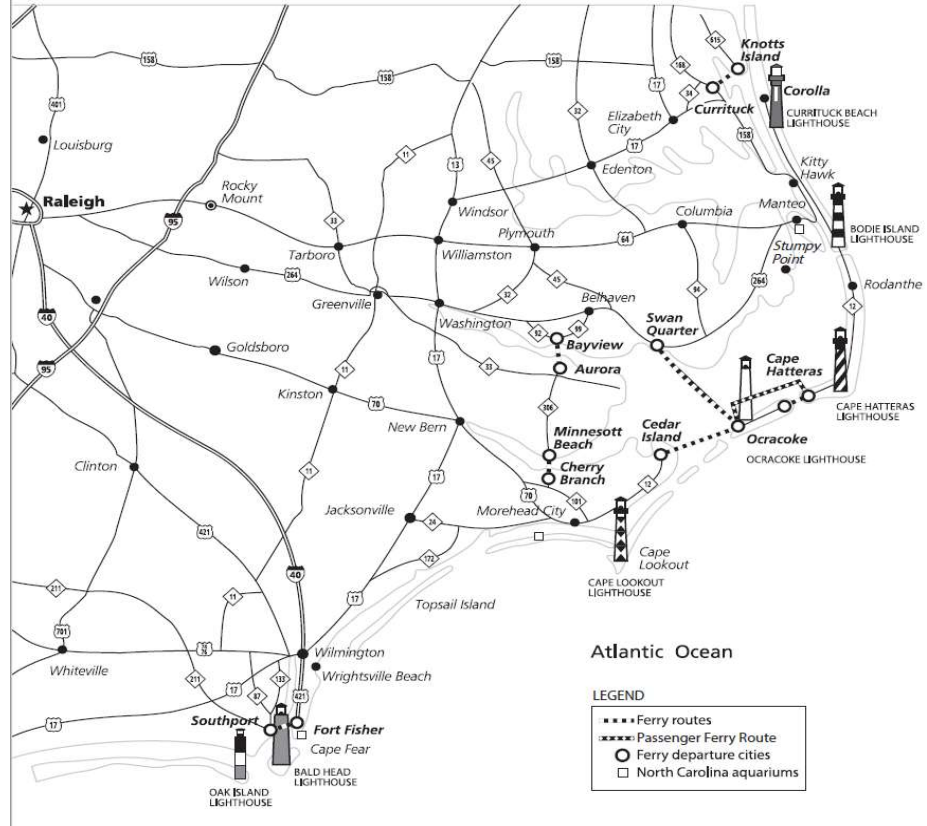 158
158
158
401
Louisburg
Raleigh
95
Rocky
Mount
33
11
13
45
32
17
168
615
34
158
Knotts
Island
Currituck
Corolla
CURRITUCK BEACH
LIGHTHOUSE
Elizabeth
City
17
Edenton
Kitty
Hawk
Windsor
Columbia
Manteo
Plymouth
64
Stumpy
Point
BODIE ISLAND
LIGHTHOUSE
Tarboro
Williamston
Wilson
264
Greenville
32
45
Belhaven
94
264
Rodanthe
12
40
Washington
92
99
Bayview
Swan
Quarter
Goldsboro
95
Aurora
33
17
11
Cape
Hatteras
CAPE HATTERAS
LIGHTHOUSE
Kinston
70
306
New Bern
Minnesott
Beach
Cedar
Island
Ocracoke
OCRACOKE LIGHTHOUSE
Clinton
11
17
Cherry
Branch
70
101
12
Jacksonville
24
Morehead City
421
172
Cape
Lookout
CAPE LOOKOUT
LIGHTHOUSE
40
211
11
17
Topsail Island
701
Whiteville
Wilmington
Wrightsville Beach
211
17
87
133
421
17
Southport
Fort Fisher
Cape Fear
BALD HEAD
LIGHTHOUSE
OAK ISLAND
LIGHTHOUSE
Atlantic Ocean
LEGEND
Ferry routes
Passenger Ferry Route
Ferry departure cities
North Carolina aquariums